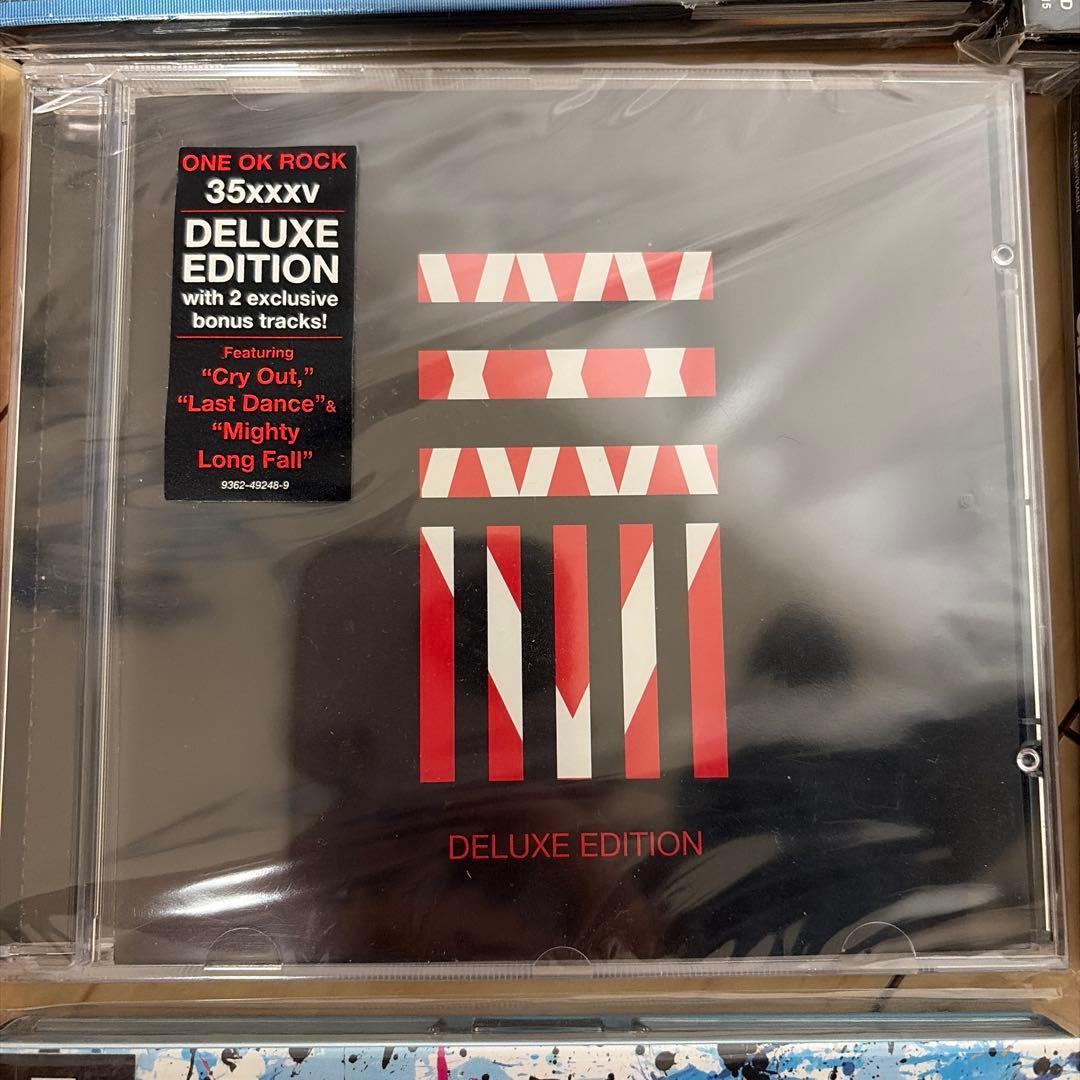 ONE OK ROCK
35xxxv
DELUXE
EDITION
with 2 exclusive
bonus tracks!
Featuring
“Cry Out,”
“Last Dance”&
“Mighty
Long Fall”
9362-49248-9
DELUXE EDITION